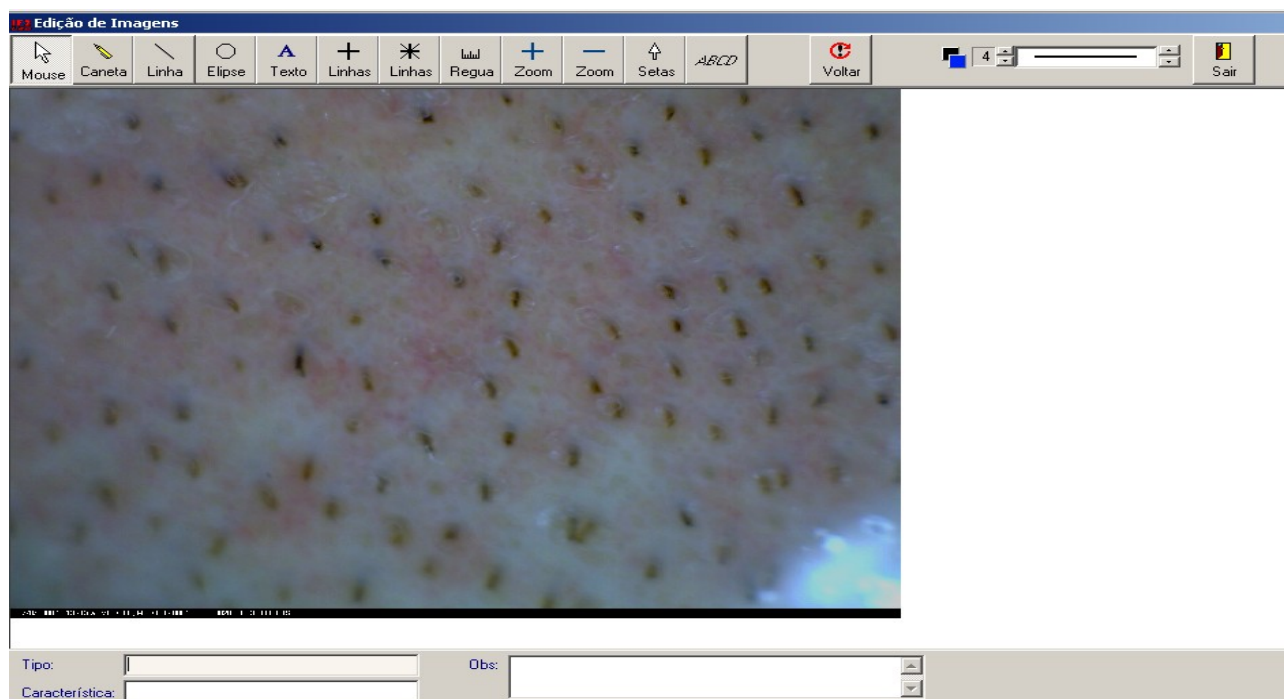 Edição de Imagens
Mouse Caneta Linha Elipse Texto Linhas Linhas Regua Zoom Zoom Setas ABCD Voltar 4 Sair
Tipo: Obs:
Característica: